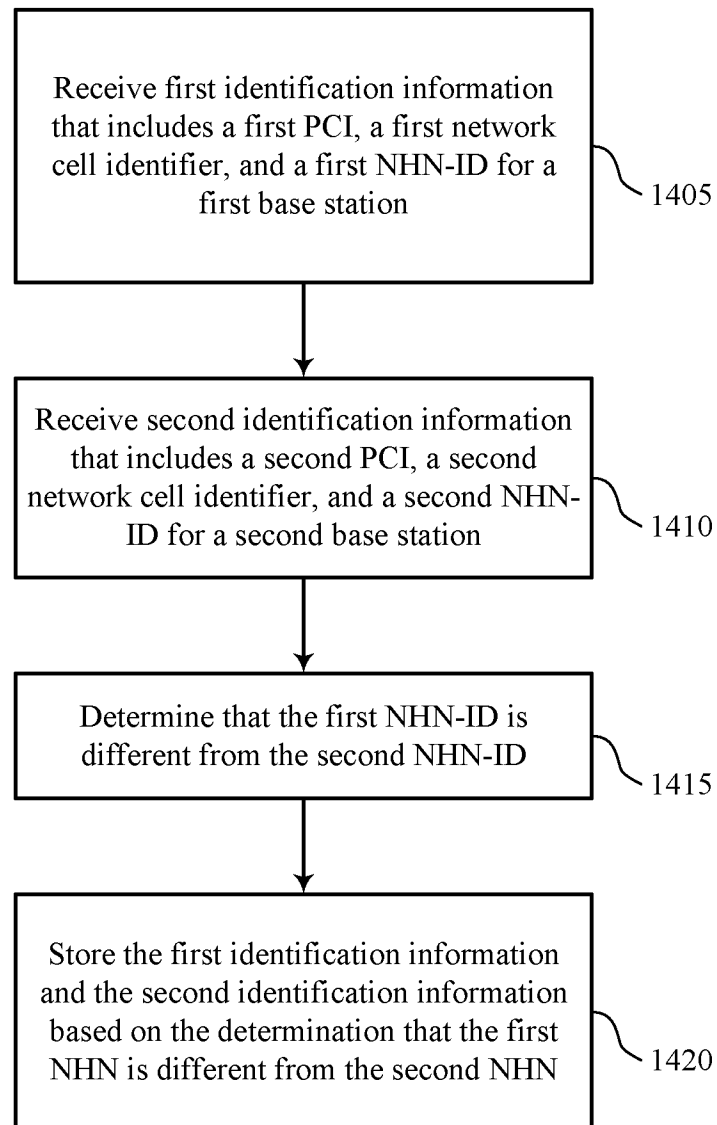 Receive first identification information
that includes a first PCI, a first network
cell identifier, and a first NHN-ID for a
first base station
1405
Receive second identification information
that includes a second PCI, a second
network cell identifier, and a second NHN-
ID for a second base station
1410
Determine that the first NHN-ID is
different from the second NHN-ID
1415
Store the first identification information
and the second identification information
based on the determination that the first
NHN is different from the second NHN
1420